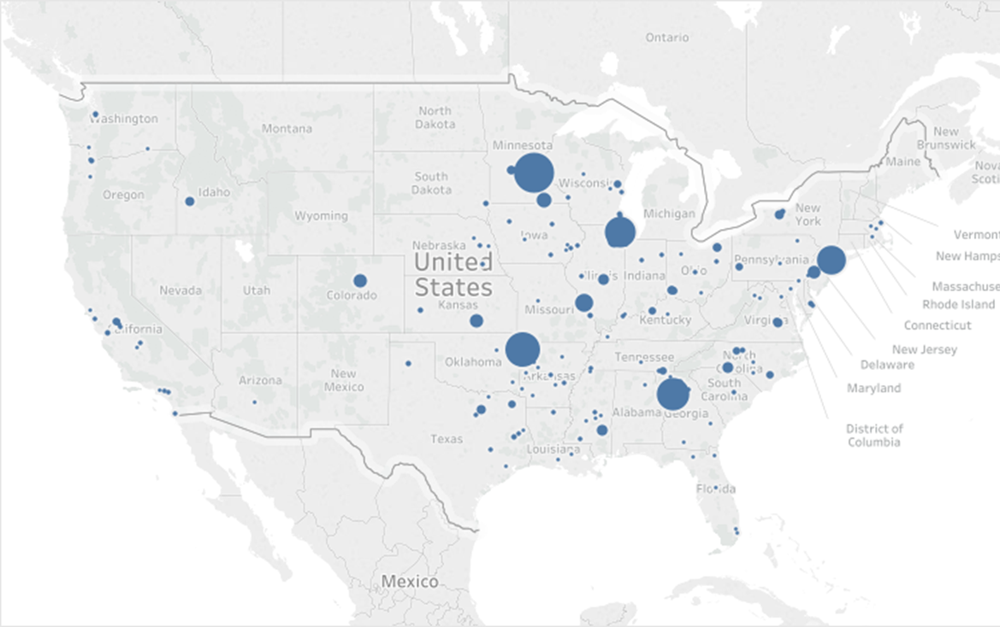 Ontario
Washington
North
Dakota
Montana
Minnesota
New
Brunswick
Maine
Nova
Scoti
South
Dakota
Wisconsi
Oregon
Idaho
Wyoming
Michigan
New
York
Vermont
Iowa
Nebraska
New Hamps
United
States
Pennsylvania
Illinois
Indiana
Ohio
Massachuse
Nevada
Utah
Colorado
Kansas
Missouri
Rhode Island
Connecticut
California
Kentucky
Virginia
New Jersey
Delaware
Oklahoma
Tennessee
North
Carolina
Arizona
New
Mexico
Arkansas
South
Carolina
Maryland
Alabama
Georgia
District of
Columbia
Texas
Louisiana
Florida
Mexico